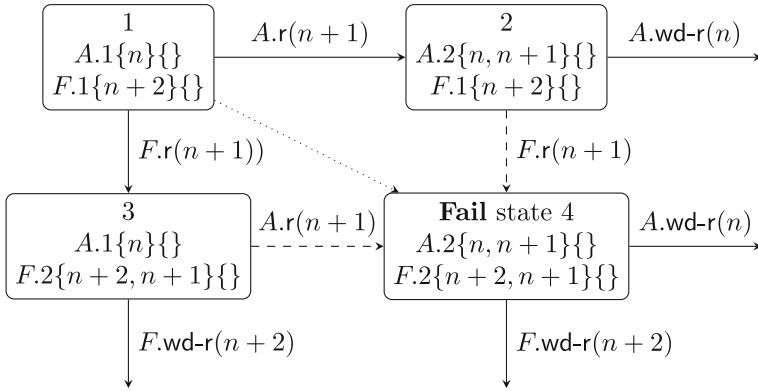 1
A.1{n}{}
F.1{n + 2}{}
A.r(n+1)
2
A.2{n, n + 1}{}
F.1{n + 2}{}
A.wd-r(n)
F.r(n+1))
F.r(n+1)
3
A.1{n}{}
F.2{n + 2, n + 1}{}
A.r(n+1)
Fail state 4
A.2{n, n + 1}{}
F.2{n + 2, n + 1}{}
A.wd-r(n)
F.wd-r(n+2)
F.wd-r(n+2)